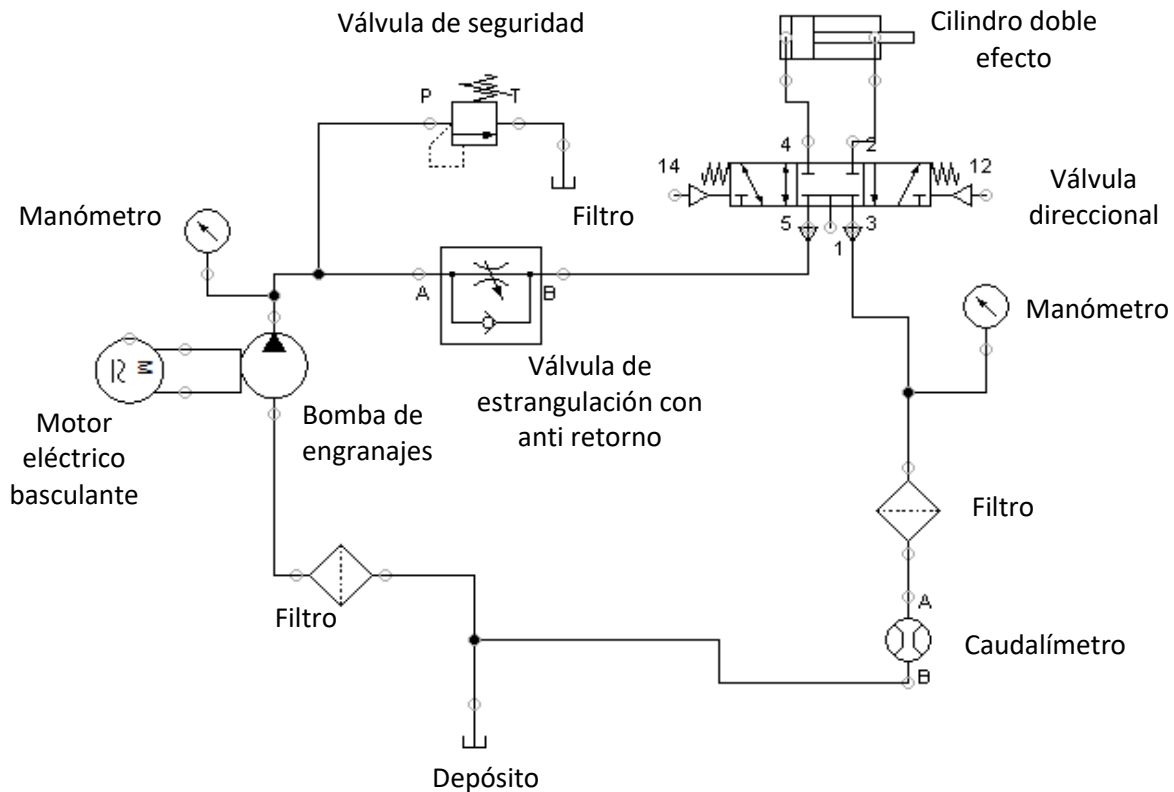 Válvula de seguridad
Cilindro doble
efecto
P
T
4
2
14
12
Válvula
direccional
Manómetro
Filtro
5
3
1
A
B
Manómetro
M
Válvula de
estrangulación con
anti retorno
Bomba de
engranajes
Motor
eléctrico
basculante
Filtro
Filtro
A
Caudalímetro
B
Depósito